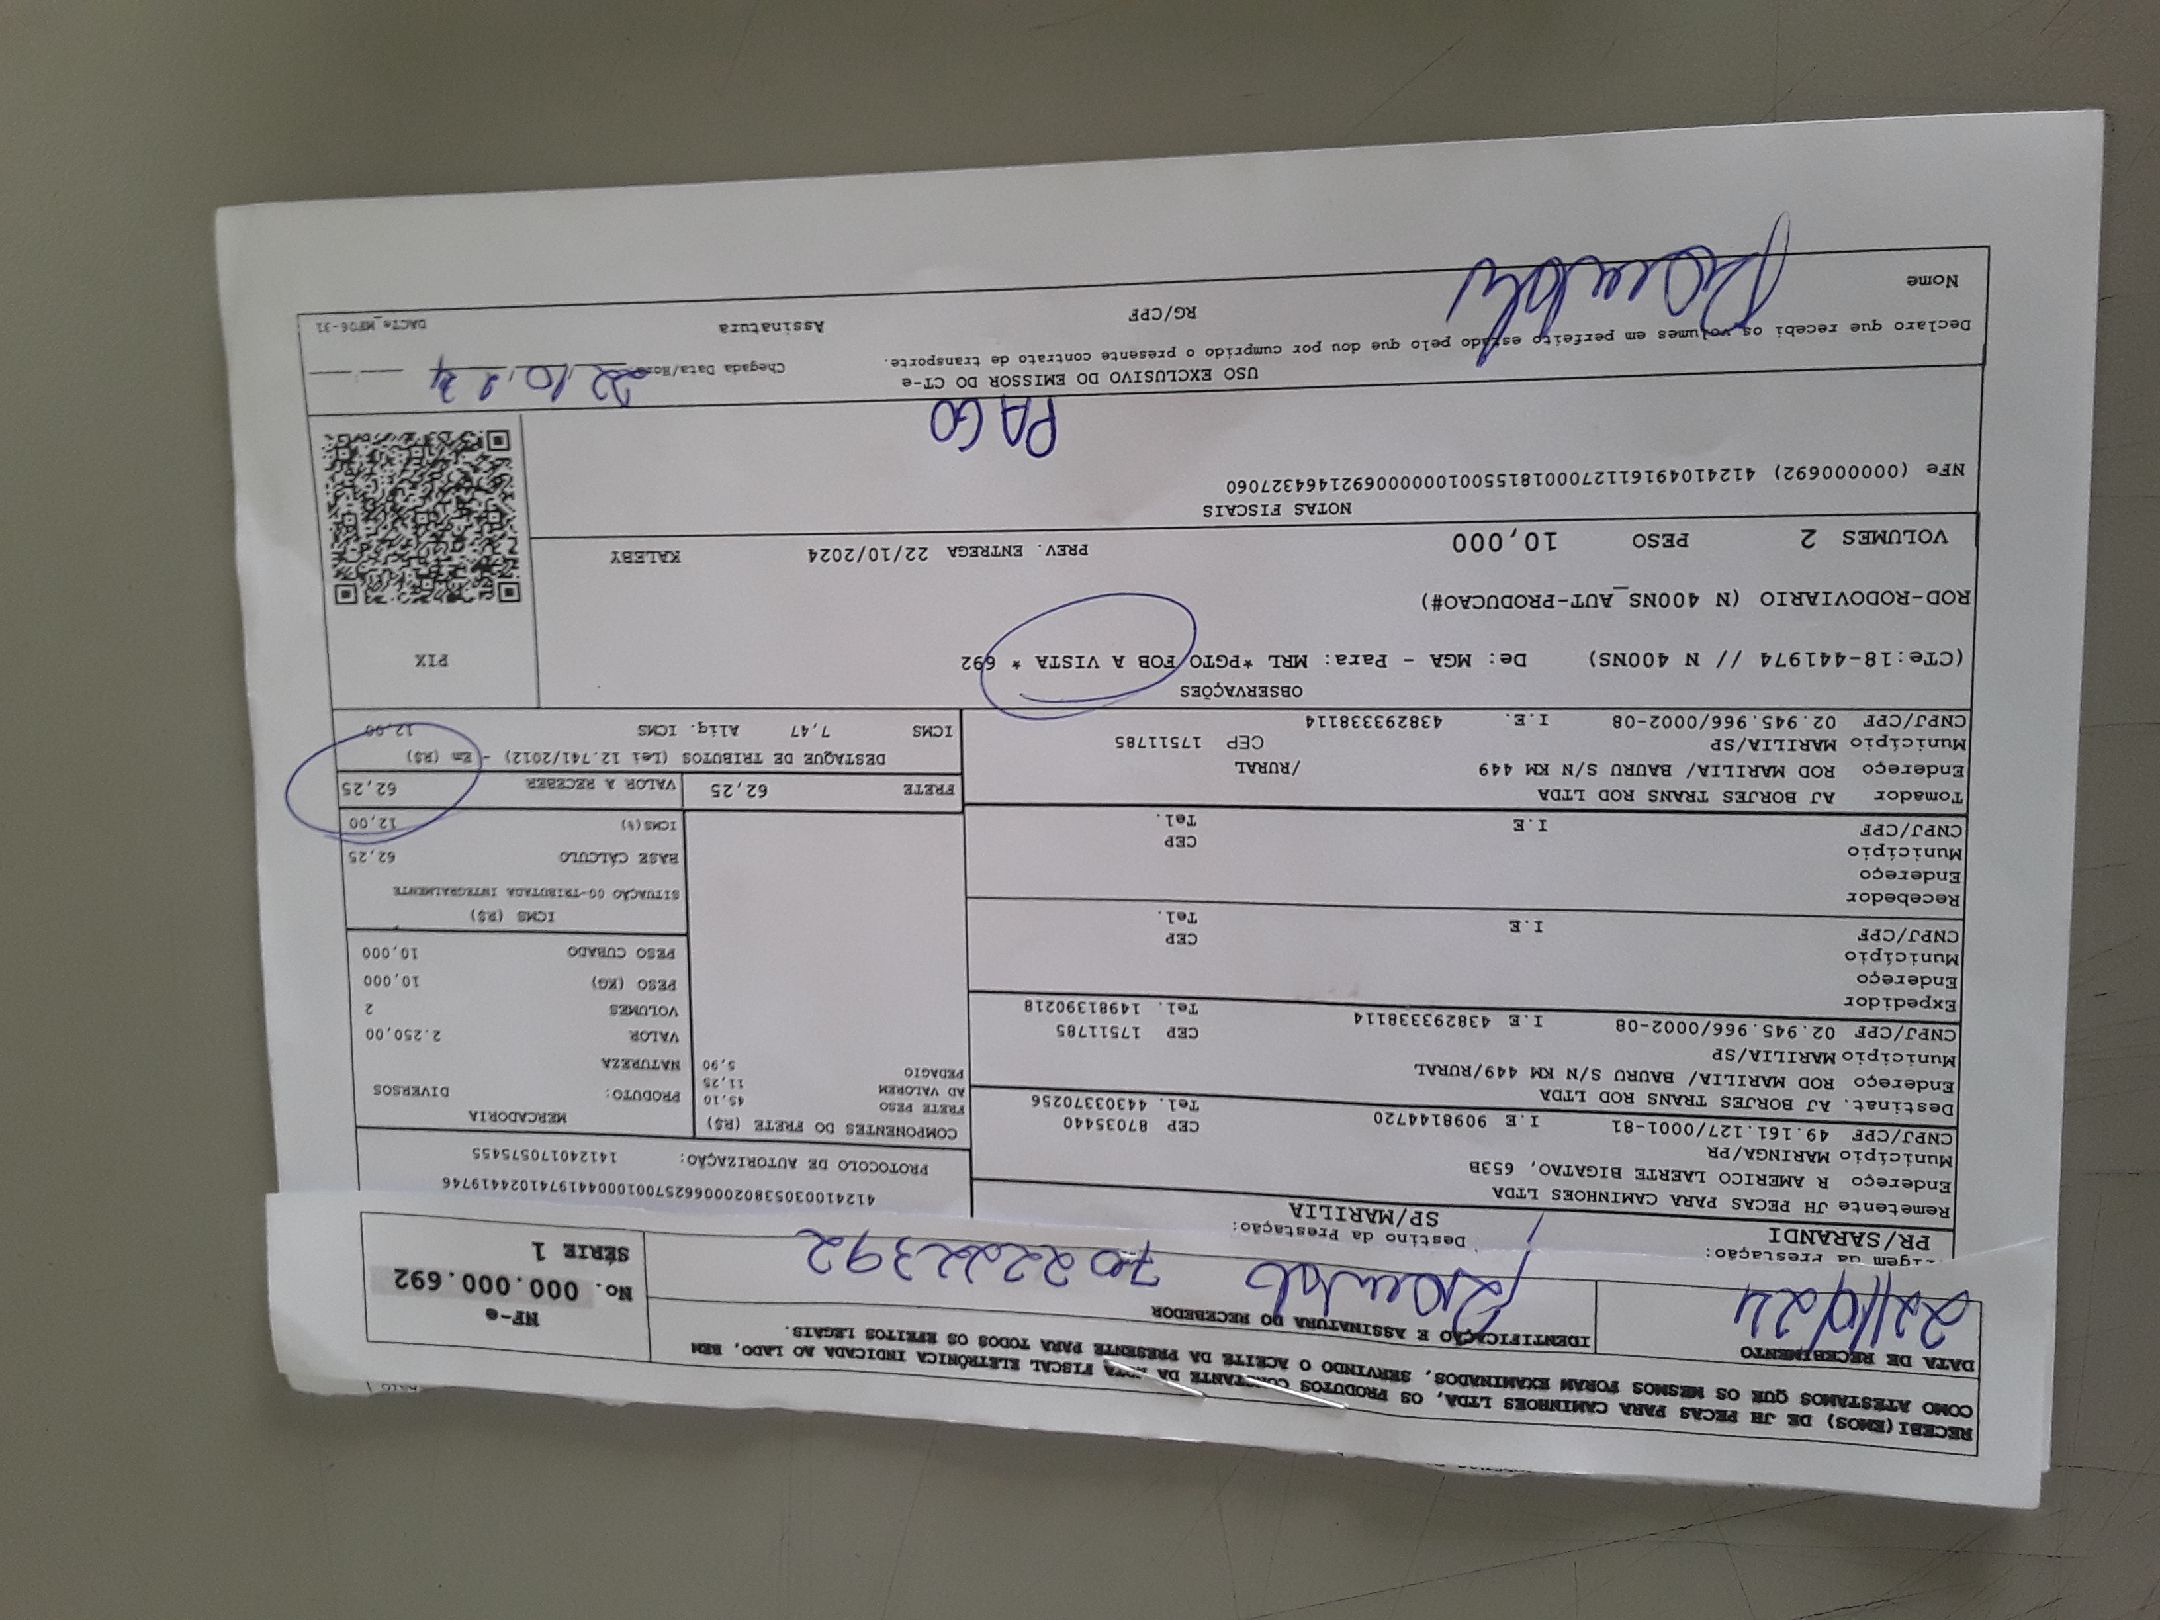 RECEBI(EMOS) DE JH PECAS PARA CAMINHOES LTDA, OS PRODUTOS CONSTANTE DA NOTA FISCAL ELETRÔNICA INDICADA AO LADO, BEM
COMO ATESTAMOS QUE OS MESMOS FORAM EXAMINADOS, SERVINDO O ACEITE DA PRESENTE PARA TODOS OS EFEITOS LEGAIS.
DATA DE RECEBIMENTO
22/10/24
IDENTIFICAÇÃO E ASSINATURA DO RECEBEDOR
NF-e
No. 000.000.692
SÉRIE 1
Prestação:
PR/SARANDI
Destino da Prestação:
SP/MARILIA
Remetente JH PECAS PARA CAMINHOES LTDA
Endereço R AMERICO LAERTE BIGATAO, 653B
Município MARINGA/PR CEP 87035440
CNPJ/CPF 49.161.127/0001-81 I.E 9098144720 Tel. 4430370256
Destinat. AJ BORJES TRANS ROD LTDA
Endereço ROD MARILIA/ BAURU S/N KM 449/RURAL
Município MARILIA/SP CEP 17511785
CNPJ/CPF 02.945.966/0002-08 I.E 43829338114 Tel. 14981390218
Expedidor
Endereço
Município CEP
CNPJ/CPF I.E Tel.
Recebedor
Endereço
Município CEP
CNPJ/CPF I.E Tel.
Tomador AJ BORJES TRANS ROD LTDA
Endereço ROD MARILIA/ BAURU S/N KM 449 /RURAL
Município MARILIA/SP CEP 17511785
CNPJ/CPF 02.945.966/0002-08 I.E. 43829338114
PROTOCOLO DE AUTORIZAÇÃO: 141240170575455
COMPONENTES DO FRETE (R$)
FRETE PESO 45,10
AD VALOREM 11,25
PEDAGIO 5,90
MERCADORIA
PRODUTO: DIVERSOS
NATUREZA
VALOR 2.250,00
VOLUMES 2
PESO (KG) 10,000
PESO CUBADO 10,000
ICMS (R$)
SITUAÇÃO 00-TRIBUTADA INTEGRALMENTE
BASE CÁLCULO 62,25
ICMS(%) 12,00
FRETE 62,25 VALOR A RECEBER 62,25
DESTAQUE DE TRIBUTOS (Lei 12.741/2012) - Em (R$)
ICMS 7,47 Alíq. ICMS 12,00
OBSERVAÇÕES
(CTe:18-441974 // N 400NS) De: MGA - Para: MRL *PGTO FOB A VISTA * 692
ROD-RODOVIARIO (N 400NS_AUT-PRODUCAO#)
PIX
VOLUMES 2 PESO 10,000 PREV. ENTREGA 22/10/2024 KALEBY
NOTAS FISCAIS
NFe (000000692) 41241049161127000181550010000006921464327060
PAGO
USO EXCLUSIVO DO EMISSOR DO CT-e
Declaro que recebi os volumes em perfeito estado pelo que dou por cumprido o presente contrato de transporte.
Chegada Data/Hora 22.10.24
Nome RG/CPF Assinatura
DACTe_MF06-31